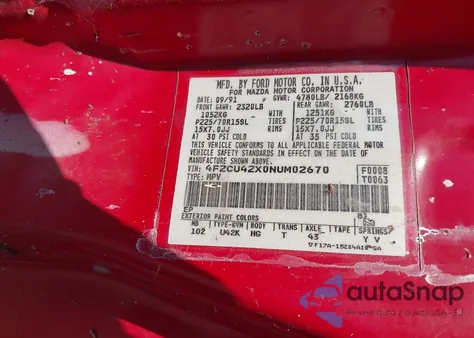 MFD. BY FORD MOTOR CO. IN U.S.A.
FOR MAZDA MOTOR CORPORATION
DATE: 09/91 GVWR: 4780LB/ 2168KG
FRONT GAWR: 2320LB REAR GAWR: 2760LB
1052KG WITH 1251KG WITH
P225/70R15SL TIRES P225/70R15SL TIRES
15X7.0JJ RIMS 15X7.0JJ RIMS
AT 30 PSI COLD AT 35 PSI COLD
THIS VEHICLE CONFORMS TO ALL APPLICABLE FEDERAL MOTOR
VEHICLE SAFETY STANDARDS IN EFFECT ON THE DATE OF
MANUFACTURE SHOWN ABOVE.
VIN: 4F2CU42X0NUM02670 F0008
TYPE: MPV T0063
EP
EXTERIOR PAINT COLORS
WB TYPE-GVW BODY TRANS AXLE TAPE SPRINGS
102 U42K HG T 43 Y V
autoSnap